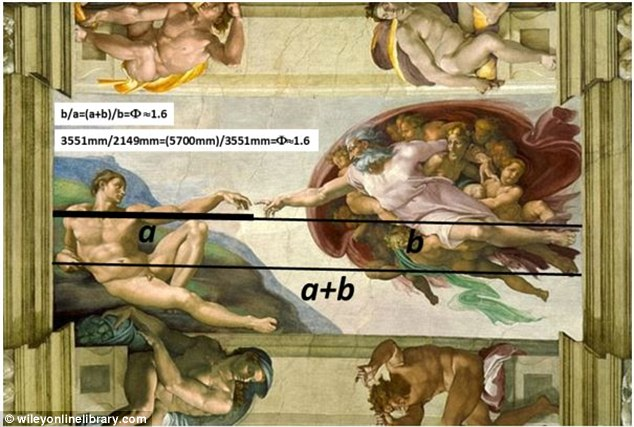 b/a=(a+b)/b=Φ≈1.6
3551mm/2149mm=(5700mm)/3551mm=Φ≈1.6
a
b
a+b
© wileyonlinelibrary.com